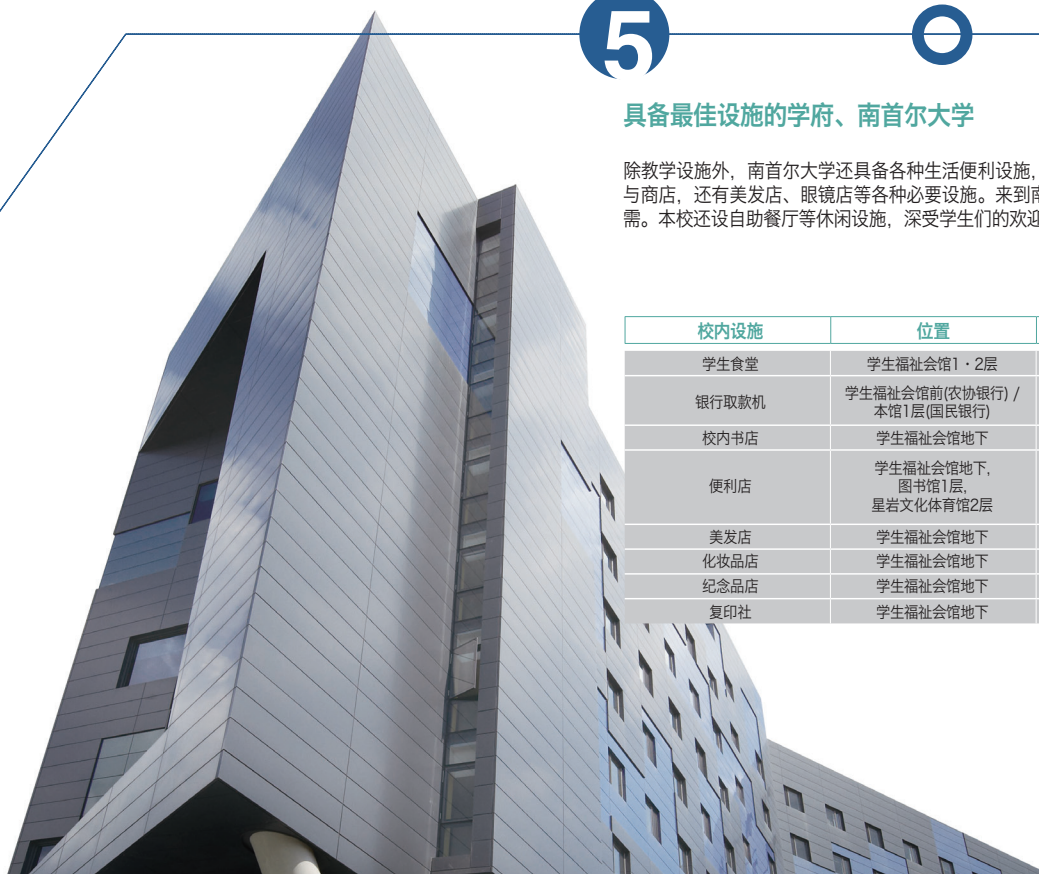 5
具备最佳设施的学府、南首尔大学
除教学设施外，南首尔大学还具备各种生活便利设施，
与商店，还有美发店、眼镜店等各种必要设施。来到南
需。本校还设自助餐厅等休闲设施，深受学生们的欢迎
校内设施 位置
学生食堂 学生福祉会馆1・2层
银行取款机 学生福祉会馆前(农协银行) /
本馆1层(国民银行)
校内书店 学生福祉会馆地下
便利店 学生福祉会馆地下,
图书馆1层,
星岩文化体育馆2层
美发店 学生福祉会馆地下
化妆品店 学生福祉会馆地下
纪念品店 学生福祉会馆地下
复印社 学生福祉会馆地下